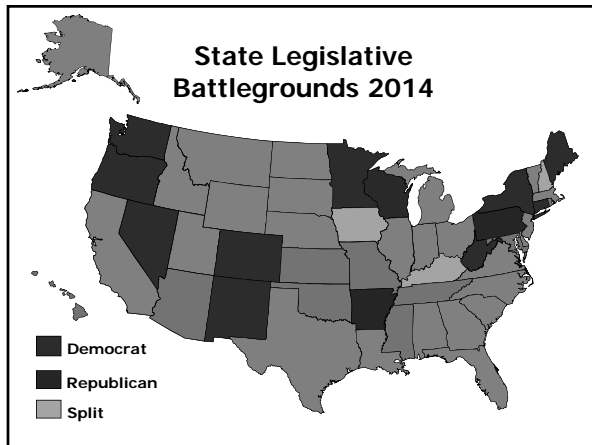 State Legislative
Battlegrounds 2014
Democrat
Republican
Split